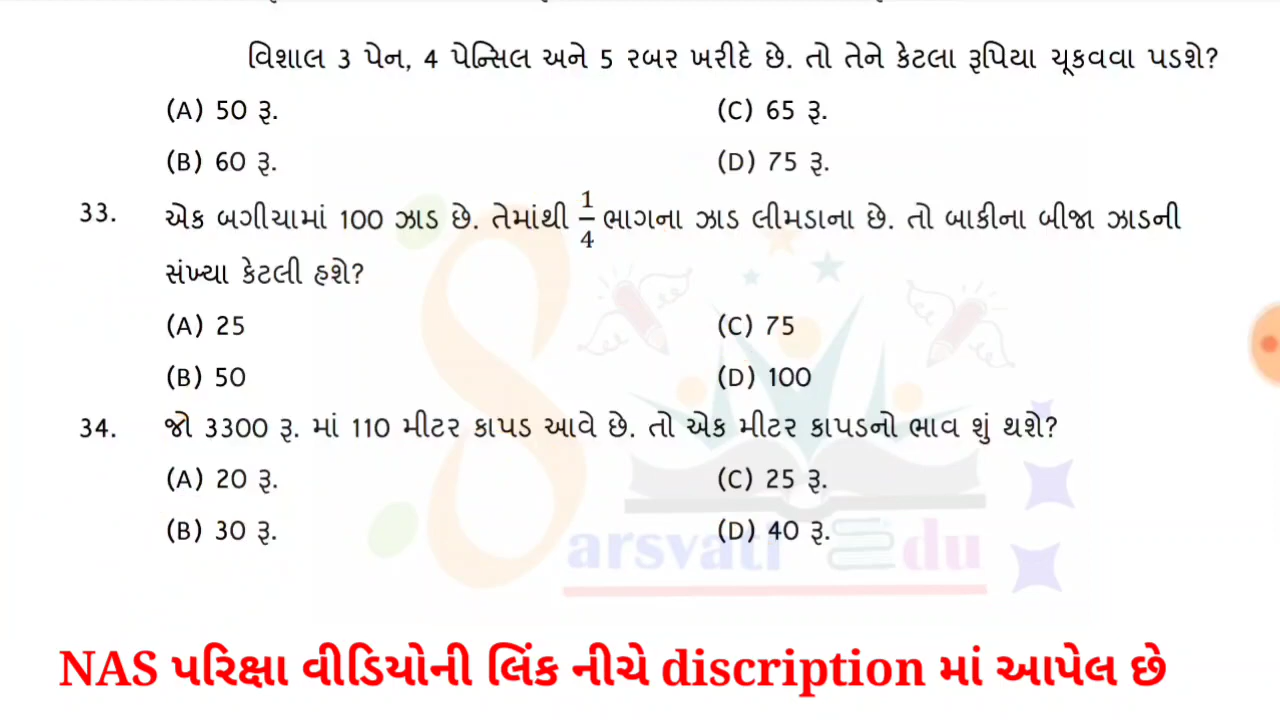 વિશાલ 3 પેન, 4 પેન્સિલ અને 5 રબર ખરીદે છે. તો તેને કેટલા રૂપિયા ચૂકવવા પડશે?
(A) 50 રૂ. (C) 65 રૂ.
(B) 60 રૂ. (D) 75 રૂ.
33. એક બગીચામાં 100 ઝાડ છે. તેમાંથી 1/4 ભાગના ઝાડ લીમડાના છે. તો બાકીના બીજા ઝાડની
સંખ્યા કેટલી હશે?
(A) 25 (C) 75
(B) 50 (D) 100
34. જો 3300 રૂ. માં 110 મીટર કાપડ આવે છે. તો એક મીટર કાપડનો ભાવ શું થશે?
(A) 20 રૂ. (C) 25 રૂ.
(B) 30 રૂ. (D) 40 રૂ.
arsvati Edu
NAS પરિક્ષા વીડિયોની લિંક નીચે discription માં આપેલ છે